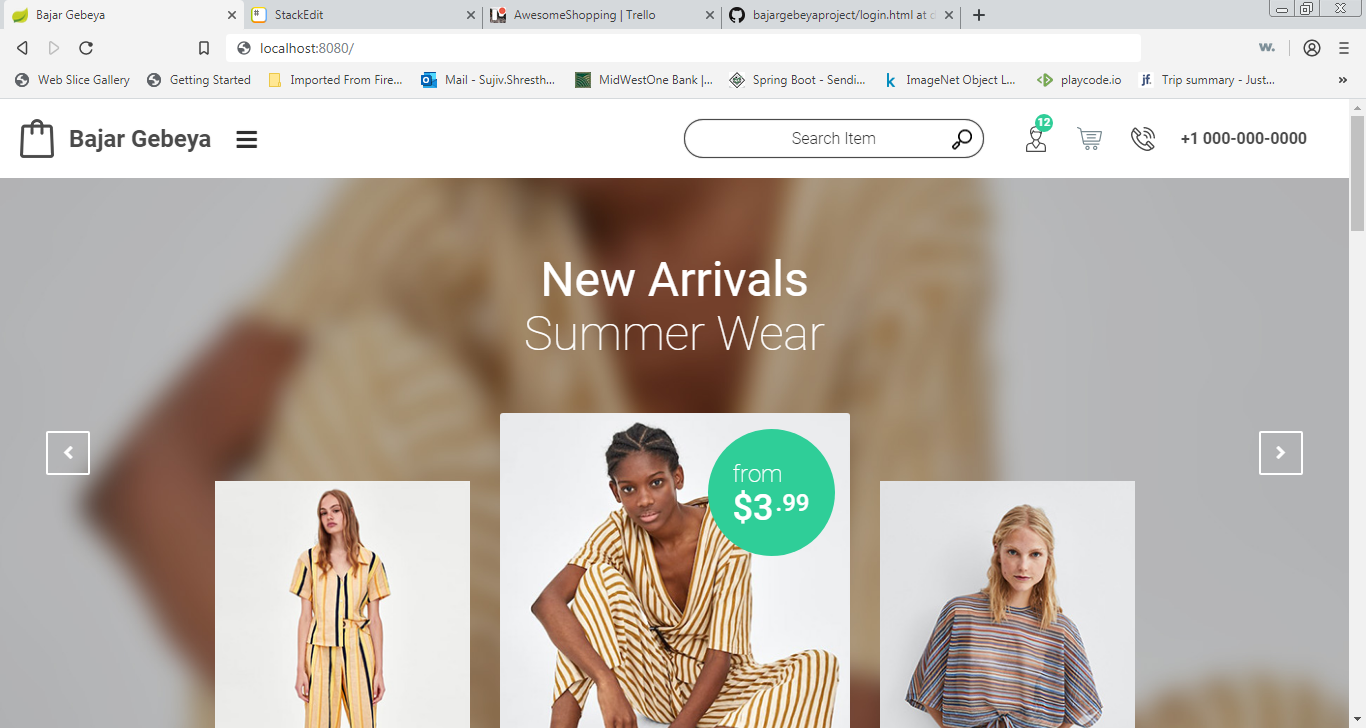 Bajar Gebeya
StackEdit
AwesomeShopping | Trello
bajargebeyaproject/login.html at d
localhost:8080/
w.
Web Slice Gallery
Getting Started
Imported From Fire...
Mail - Sujiv.Shresth...
MidWestOne Bank |...
Spring Boot - Sendi...
k
ImageNet Object L...
playcode.io
jf.
Trip summary - Just...
»
Bajar Gebeya
Search Item
12
+1 000-000-0000
New Arrivals
Summer Wear
from
$3.99